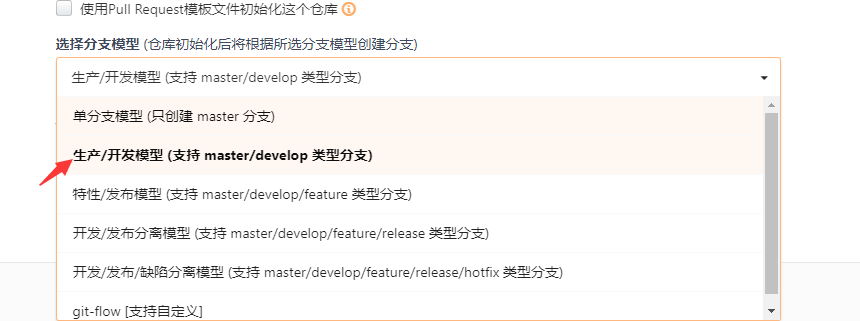 使用Pull Request模板文件初始化这个仓库
选择分支模型 (仓库初始化后将根据所选分支模型创建分支)
生产/开发模型 (支持 master/develop 类型分支)
单分支模型 (只创建 master 分支)
生产/开发模型 (支持 master/develop 类型分支)
特性/发布模型 (支持 master/develop/feature 类型分支)
开发/发布分离模型 (支持 master/develop/feature/release 类型分支)
开发/发布/缺陷分离模型 (支持 master/develop/feature/release/hotfix 类型分支)
git-flow [支持自定义]